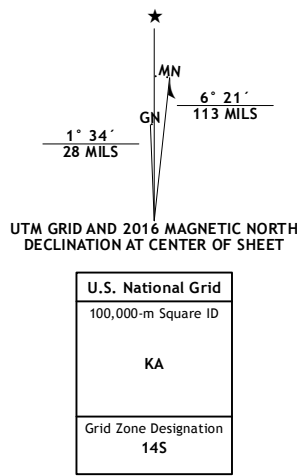 ★
MN
GN
6° 21´
113 MILS
1° 34´
28 MILS
UTM GRID AND 2016 MAGNETIC NORTH
DECLINATION AT CENTER OF SHEET
U.S. National Grid
100,000-m Square ID
KA
Grid Zone Designation
14S